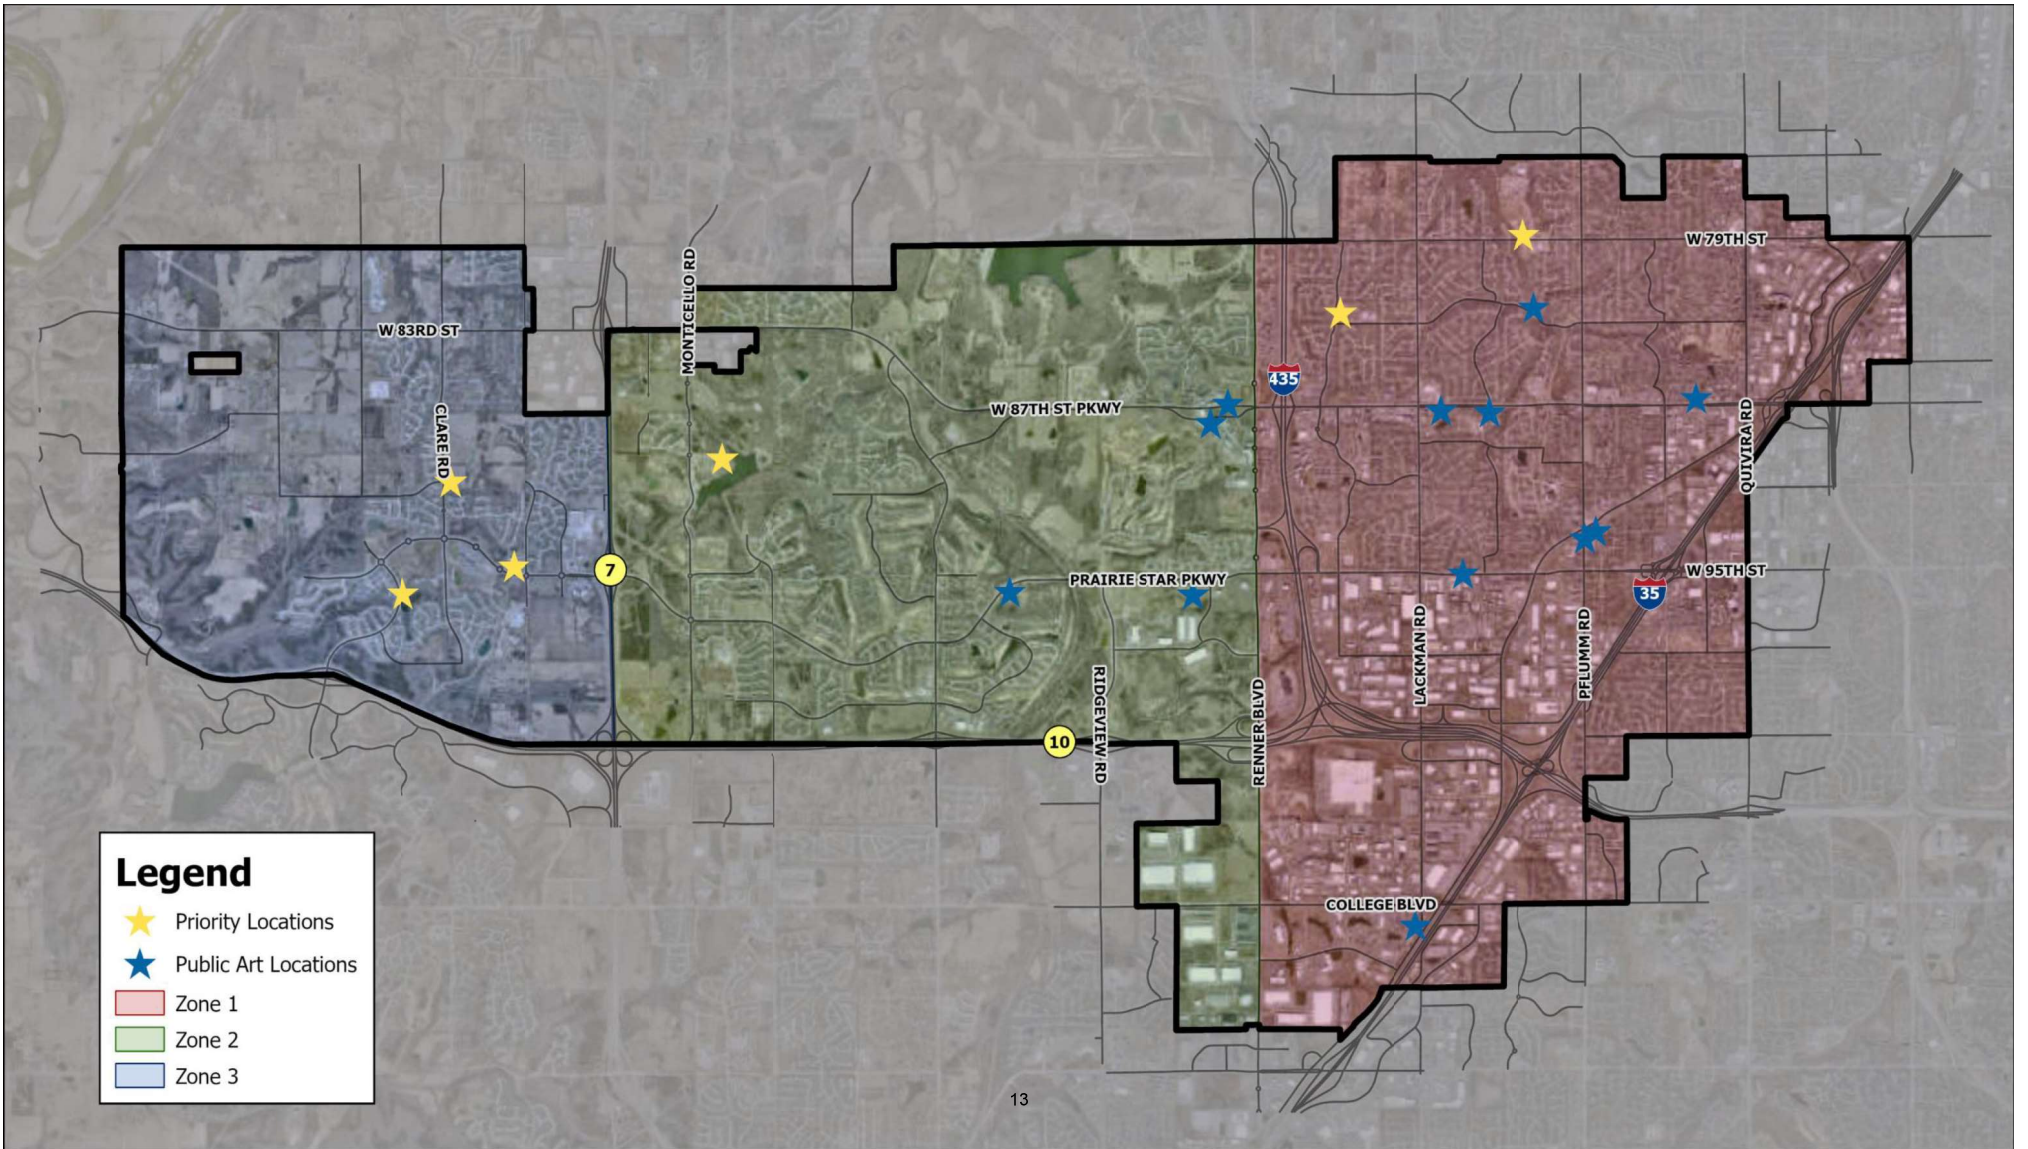 W 79TH ST
MONTICELLO RD
W 83RD ST
435
W 87TH ST PKWY
CLARE RD
QUIVIRA RD
7
PRAIRIE STAR PKWY
W 95TH ST
35
LACKMAN RD
PFLUMM RD
RIDGEVIEW RD
RENNER BLVD
10
COLLEGE BLVD
Legend
Priority Locations
Public Art Locations
Zone 1
Zone 2
Zone 3
13